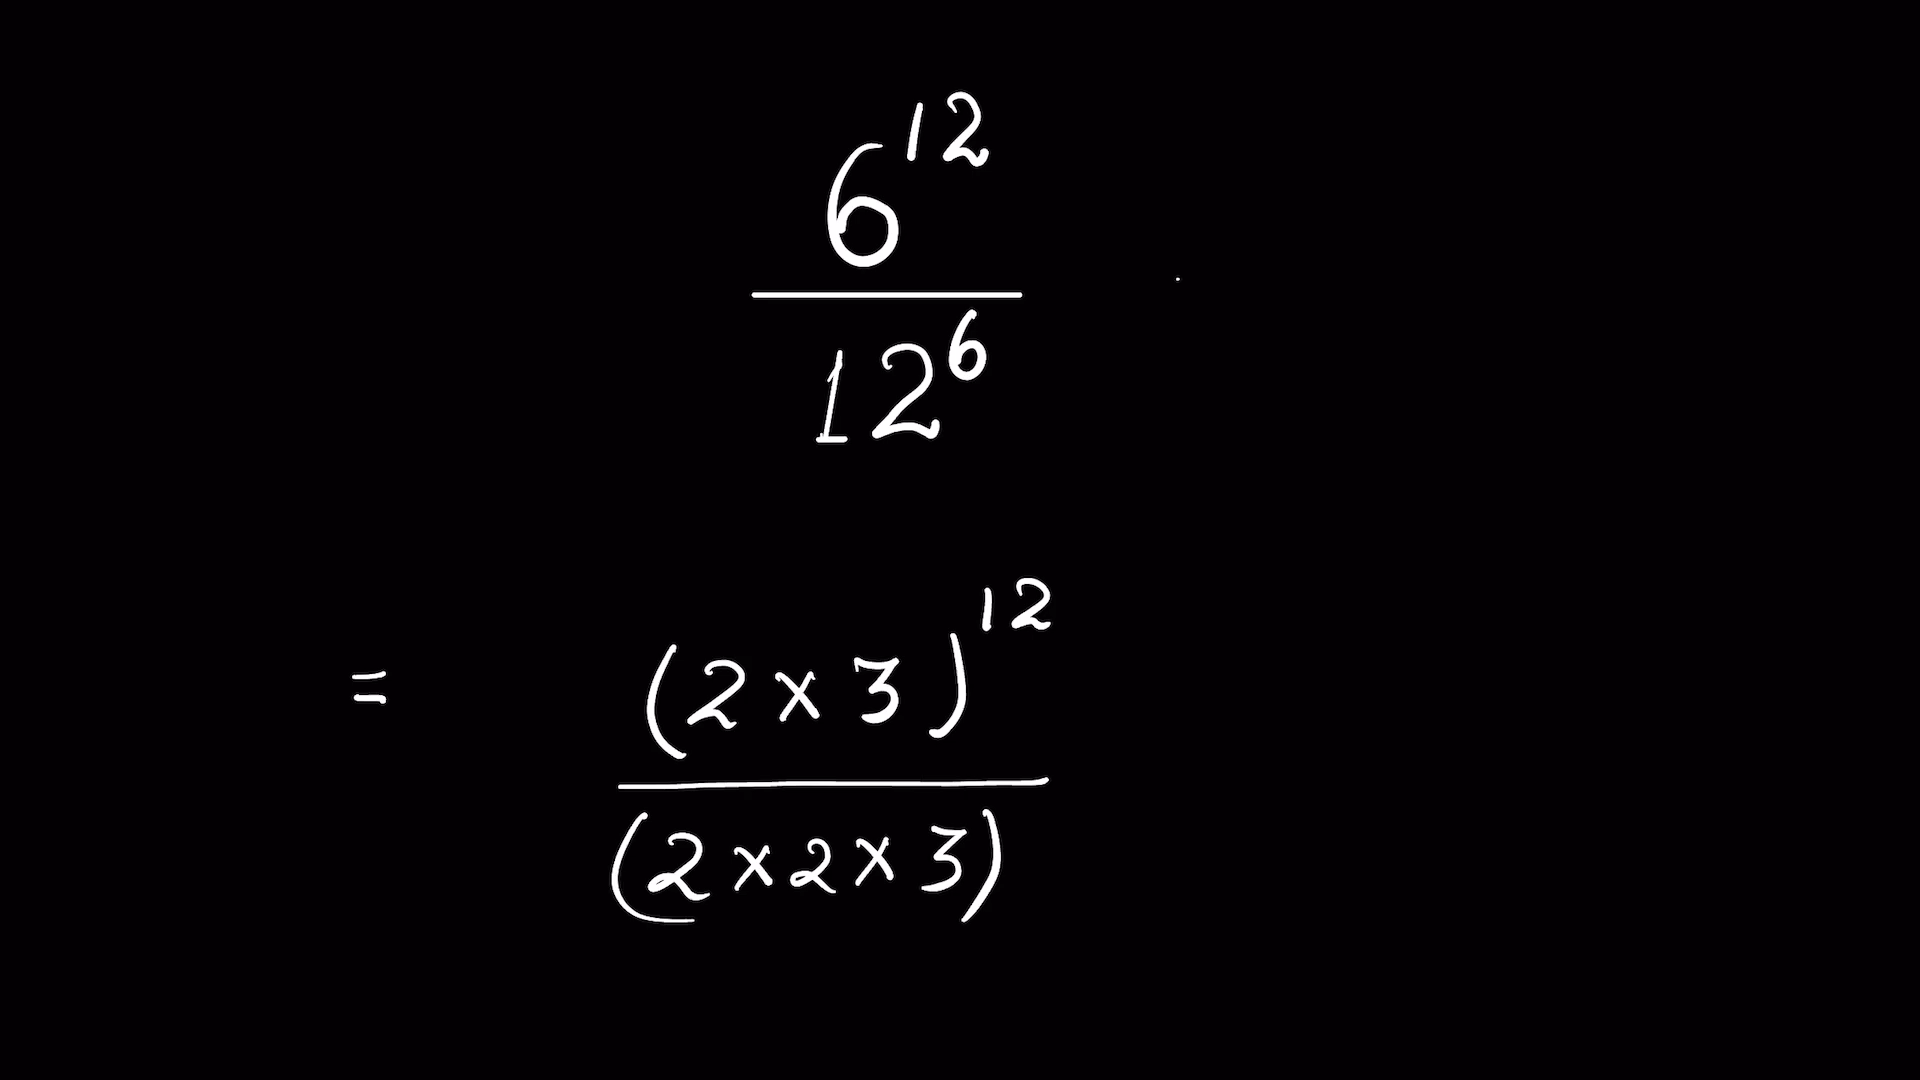 6^12
12^6
= (2 x 3)^12
(2 x 2 x 3)